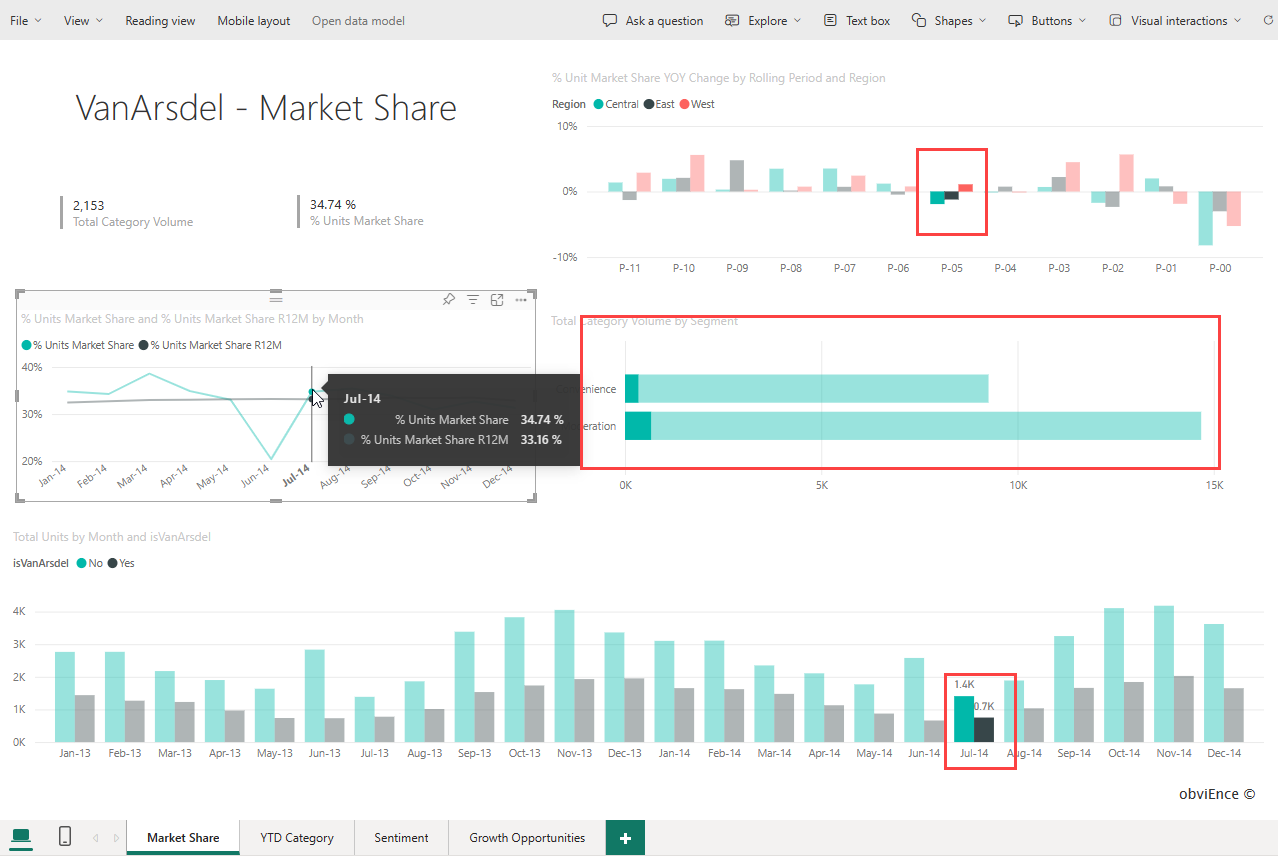 File View Reading view Mobile layout Open data model Ask a question Explore Text box Shapes Buttons Visual interactions
VanArsdel - Market Share
2,153
Total Category Volume
34.74 %
% Units Market Share
% Unit Market Share YOY Change by Rolling Period and Region
Region Central East West
10%
0%
-10%
P-11 P-10 P-09 P-08 P-07 P-06 P-05 P-04 P-03 P-02 P-01 P-00
% Units Market Share and % Units Market Share R12M by Month
% Units Market Share % Units Market Share R12M
40%
30%
20%
Jan-14 Feb-14 Mar-14 Apr-14 May-14 Jun-14 Jul-14 Aug-14 Sep-14 Oct-14 Nov-14 Dec-14
Jul-14
% Units Market Share 34.74 %
% Units Market Share R12M 33.16 %
Total Category Volume by Segment
enience
eration
0K 5K 10K 15K
Total Units by Month and isVanArsdel
isVanArsdel No Yes
4K
3K
2K
1K
0K
1.4K
0.7K
Jan-13 Feb-13 Mar-13 Apr-13 May-13 Jun-13 Jul-13 Aug-13 Sep-13 Oct-13 Nov-13 Dec-13 Jan-14 Feb-14 Mar-14 Apr-14 May-14 Jun-14 Jul-14 Aug-14 Sep-14 Oct-14 Nov-14 Dec-14
obviEnce ©
Market Share YTD Category Sentiment Growth Opportunities +